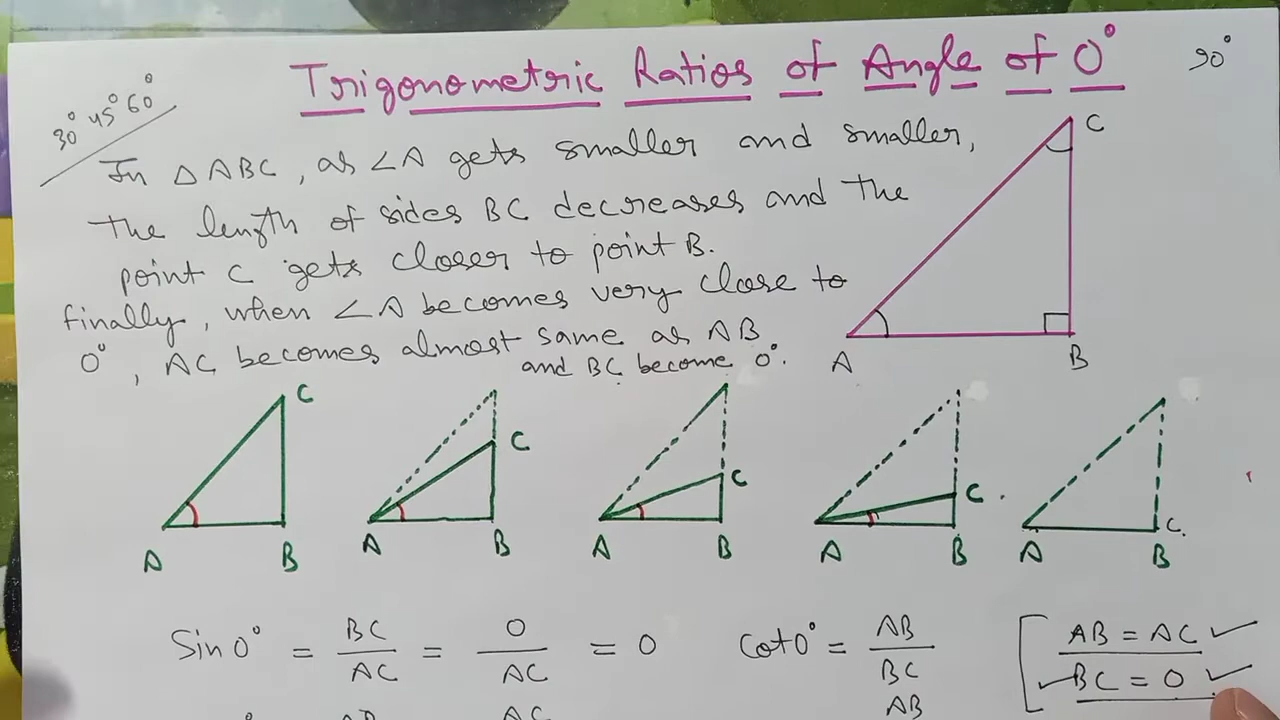 Trigonometric Ratios of Angle of 0°
90°
30° 45° 60°
In △ABC, as ∠A gets smaller and smaller,
the length of sides BC decreases and the
point C gets closer to point B.
finally, when ∠A becomes very close to
0°, AC becomes almost same as AB
and BC become 0°.
C
A
B
C
C
C
C.
C.
A
B
A
B
A
B
A
B
A
B
Sin 0° = BC/AC = 0/AC = 0
Cot 0° = AB/BC
AB = AC ✓
✓ BC = 0 ✓
AC
AB